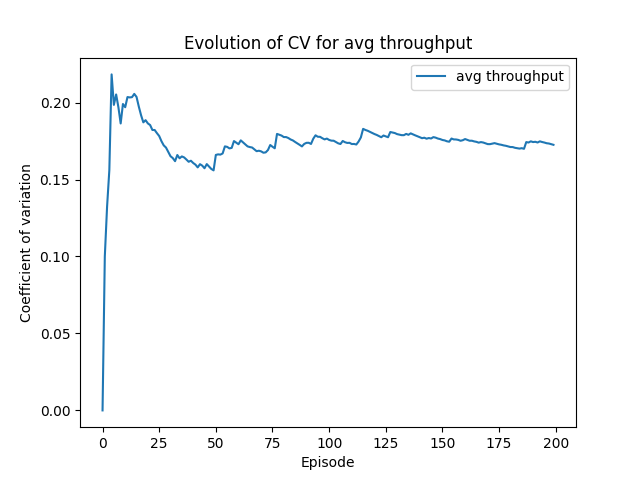 Evolution of CV for avg throughput
avg throughput
Coefficient of variation
0.20
0.15
0.10
0.05
0.00
0 25 50 75 100 125 150 175 200
Episode